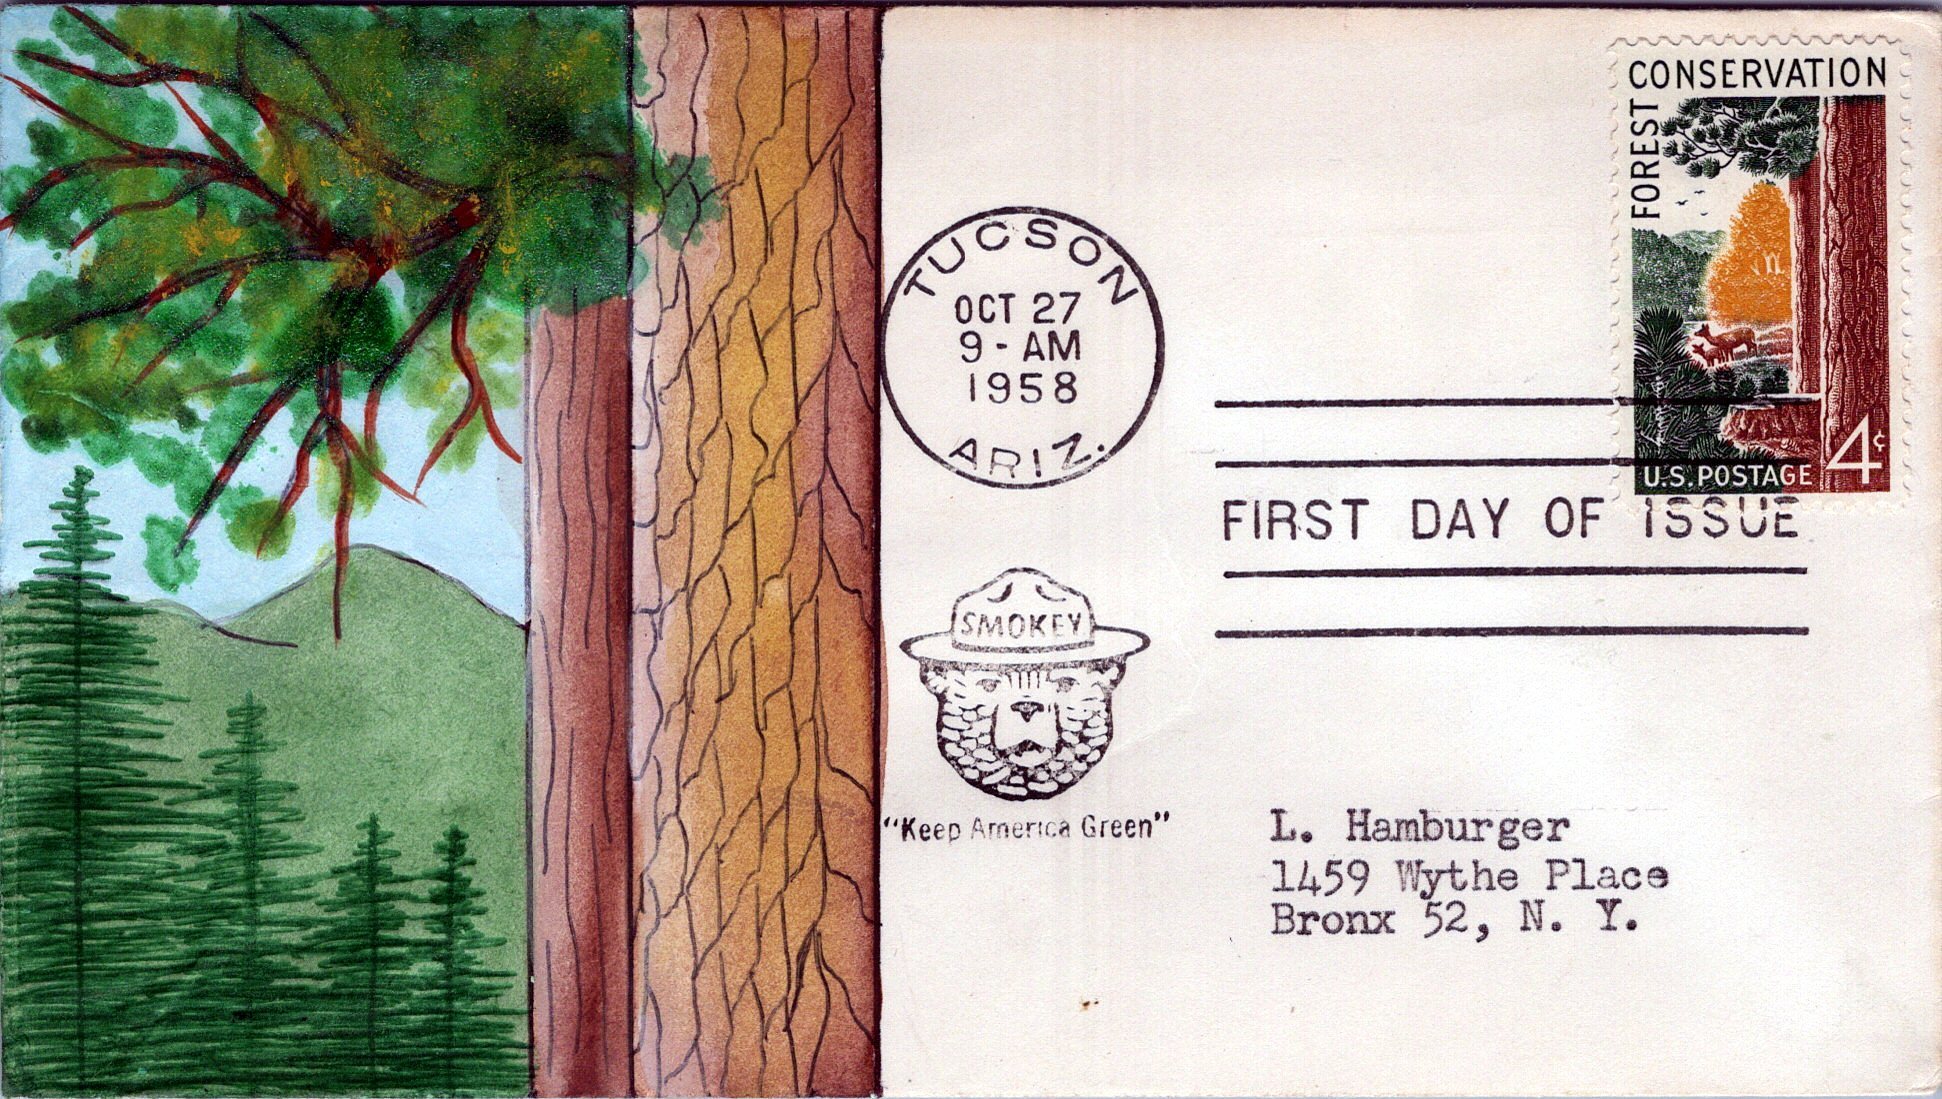 FOREST CONSERVATION
U.S. POSTAGE 4¢
TUCSON
OCT 27
9 - AM
1958
ARIZ.
FIRST DAY OF ISSUE
SMOKEY
"Keep America Green"
L. Hamburger
1459 Wythe Place
Bronx 52, N. Y.